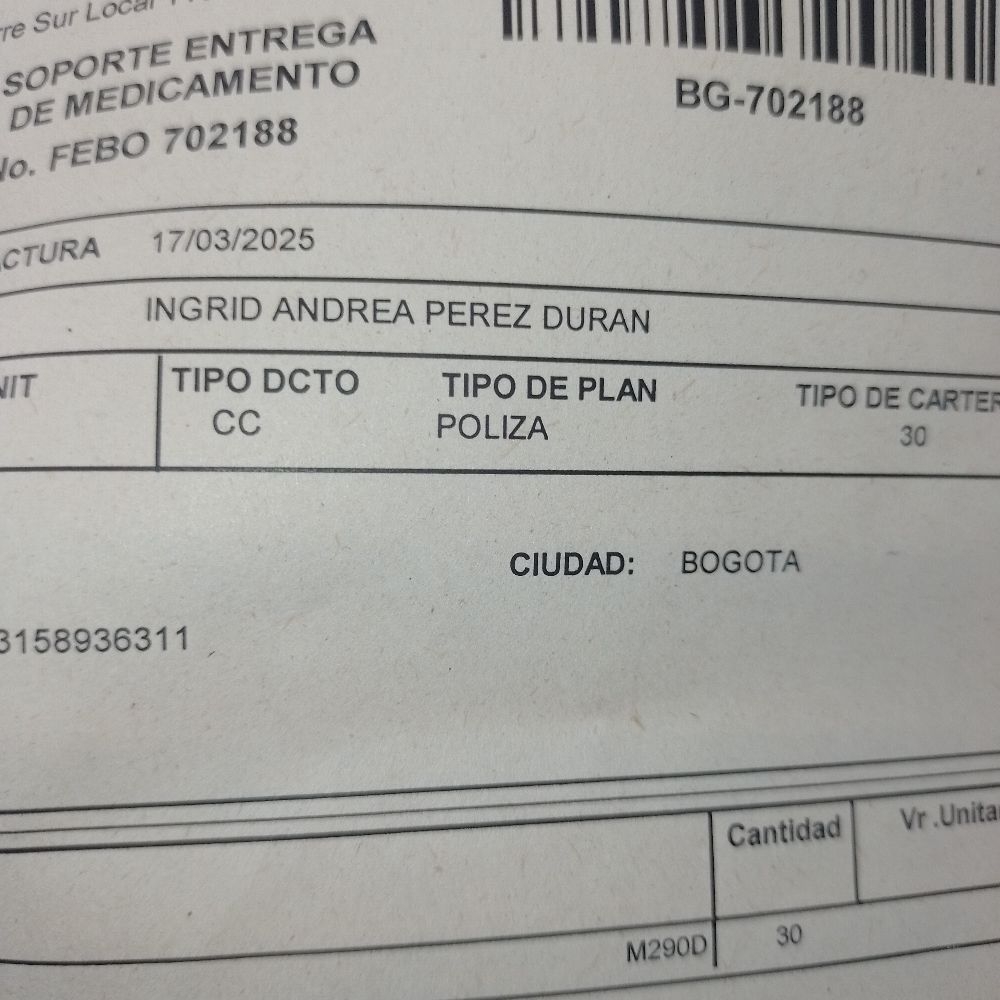 Sur Local
SOPORTE ENTREGA
DE MEDICAMENTO
No. FEBO 702188
BG-702188
ACTURA 17/03/2025
INGRID ANDREA PEREZ DURAN
NIT TIPO DCTO TIPO DE PLAN TIPO DE CARTER
CC POLIZA 30
CIUDAD: BOGOTA
3158936311
Cantidad Vr .Unita
M290D 30